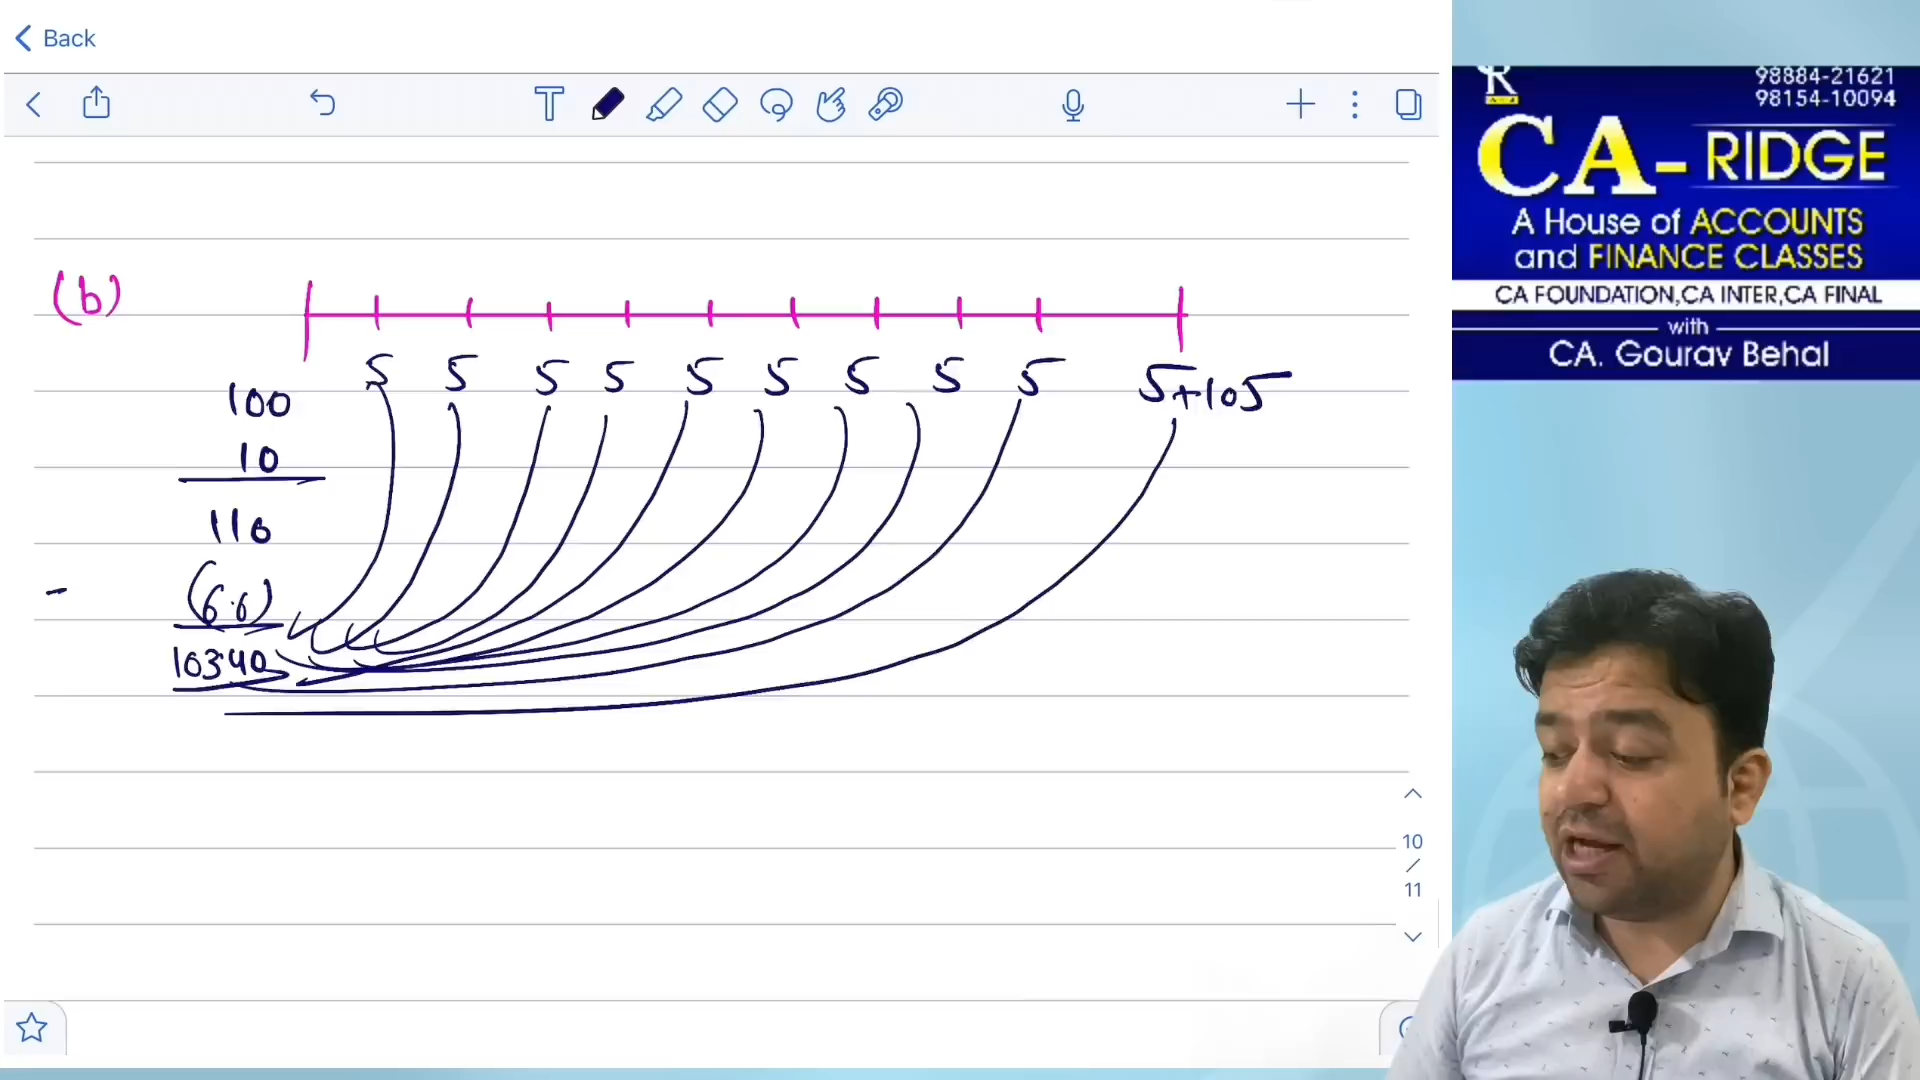 Back
98884-21621
98154-10094
CA-RIDGE
A House of ACCOUNTS
and FINANCE CLASSES
CA FOUNDATION,CA INTER,CA FINAL
with
CA. Gourav Behal
(b)
5 5 5 5 5 5 5 5 5 5+105
100
10
110
- (6.6)
103.40
10
/
11